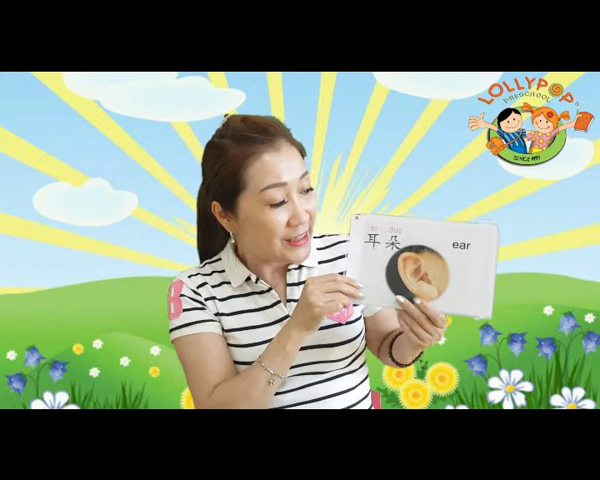 LOLLYPOP
PRESCHOOL
SINCE 1991
ěr duo
耳朵
ear